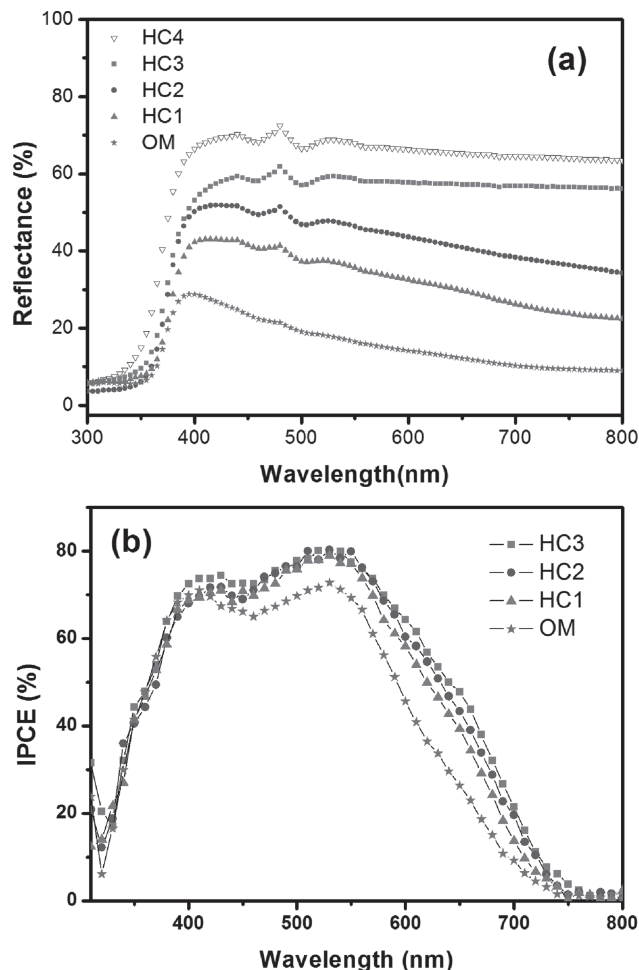 100
80
60
40
20
0
Reflectance (%)
HC4
HC3
HC2
HC1
OM
(a)
300 400 500 600 700 800
Wavelength(nm)
80
60
40
20
0
IPCE (%)
(b)
HC3
HC2
HC1
OM
400 500 600 700 800
Wavelength (nm)